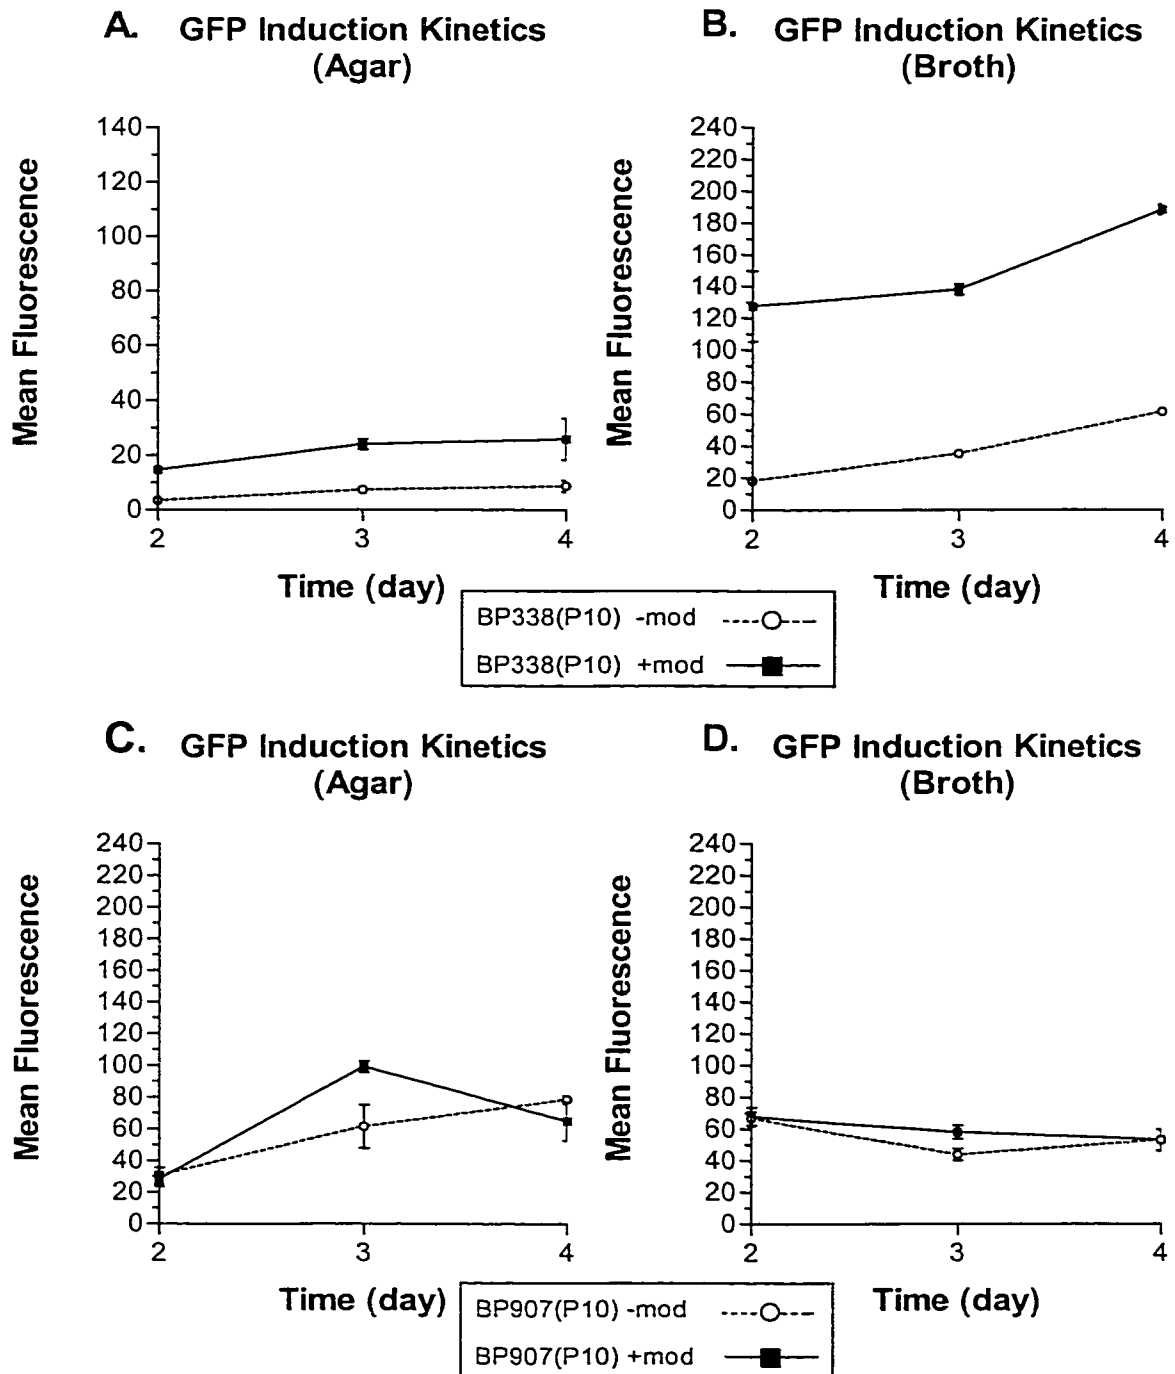 A. GFP Induction Kinetics
(Agar)
Mean Fluorescence
140
120
100
80
60
40
20
0
2 3 4
Time (day)
B. GFP Induction Kinetics
(Broth)
Mean Fluorescence
240
220
200
180
160
140
120
100
80
60
40
20
0
2 3 4
Time (day)
BP338(P10) -mod
BP338(P10) +mod
C. GFP Induction Kinetics
(Agar)
Mean Fluorescence
240
220
200
180
160
140
120
100
80
60
40
20
0
2 3 4
Time (day)
D. GFP Induction Kinetics
(Broth)
Mean Fluorescence
240
220
200
180
160
140
120
100
80
60
40
20
0
2 3 4
Time (day)
BP907(P10) -mod
BP907(P10) +mod